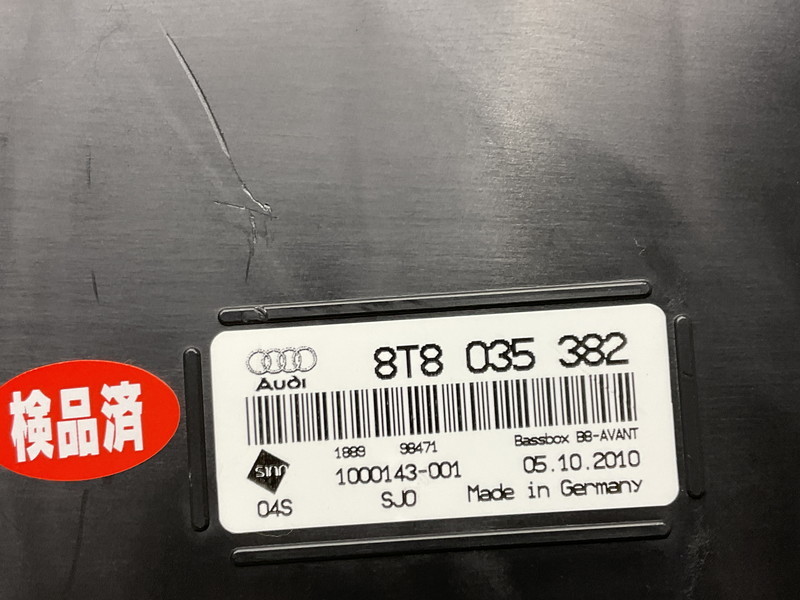 Audi
8T8 035 382
1889 98471
Bassbox B8-AVANT
1000143-001
05.10.2010
04S
SJ0
Made in Germany
検品済